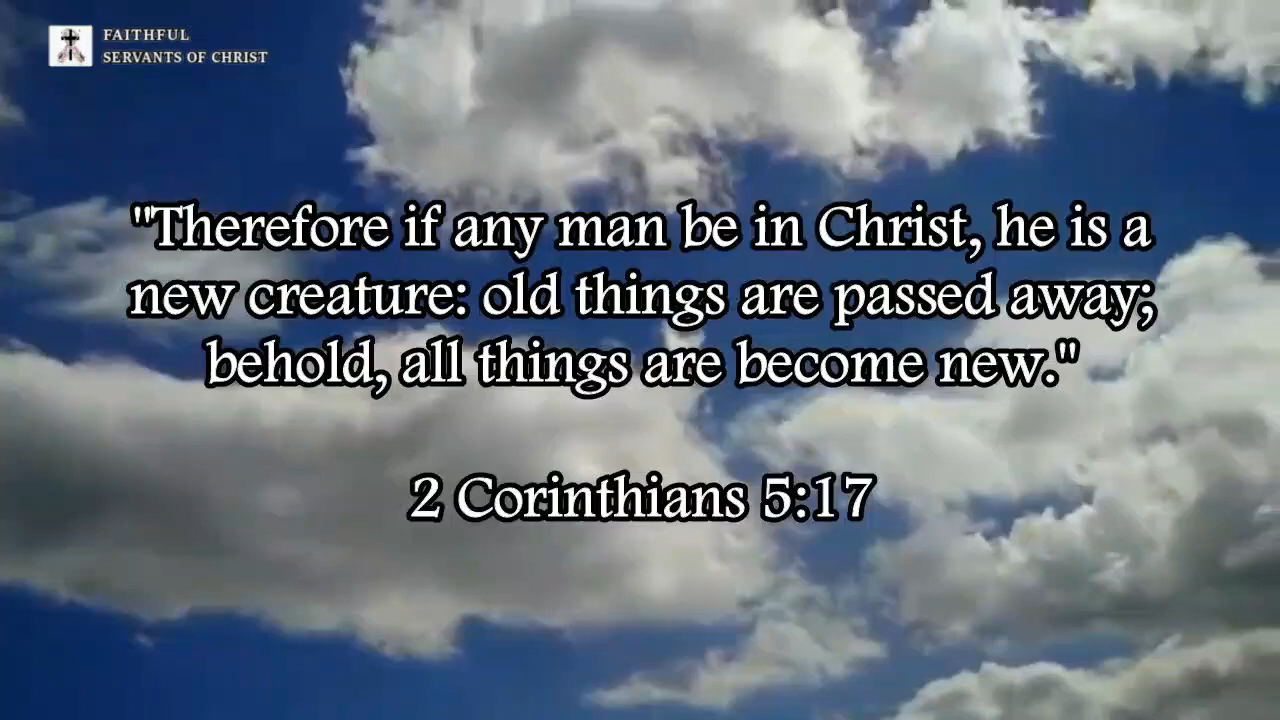 FAITHFUL
SERVANTS OF CHRIST
"Therefore if any man be in Christ, he is a
new creature: old things are passed away;
behold, all things are become new."
2 Corinthians 5:17